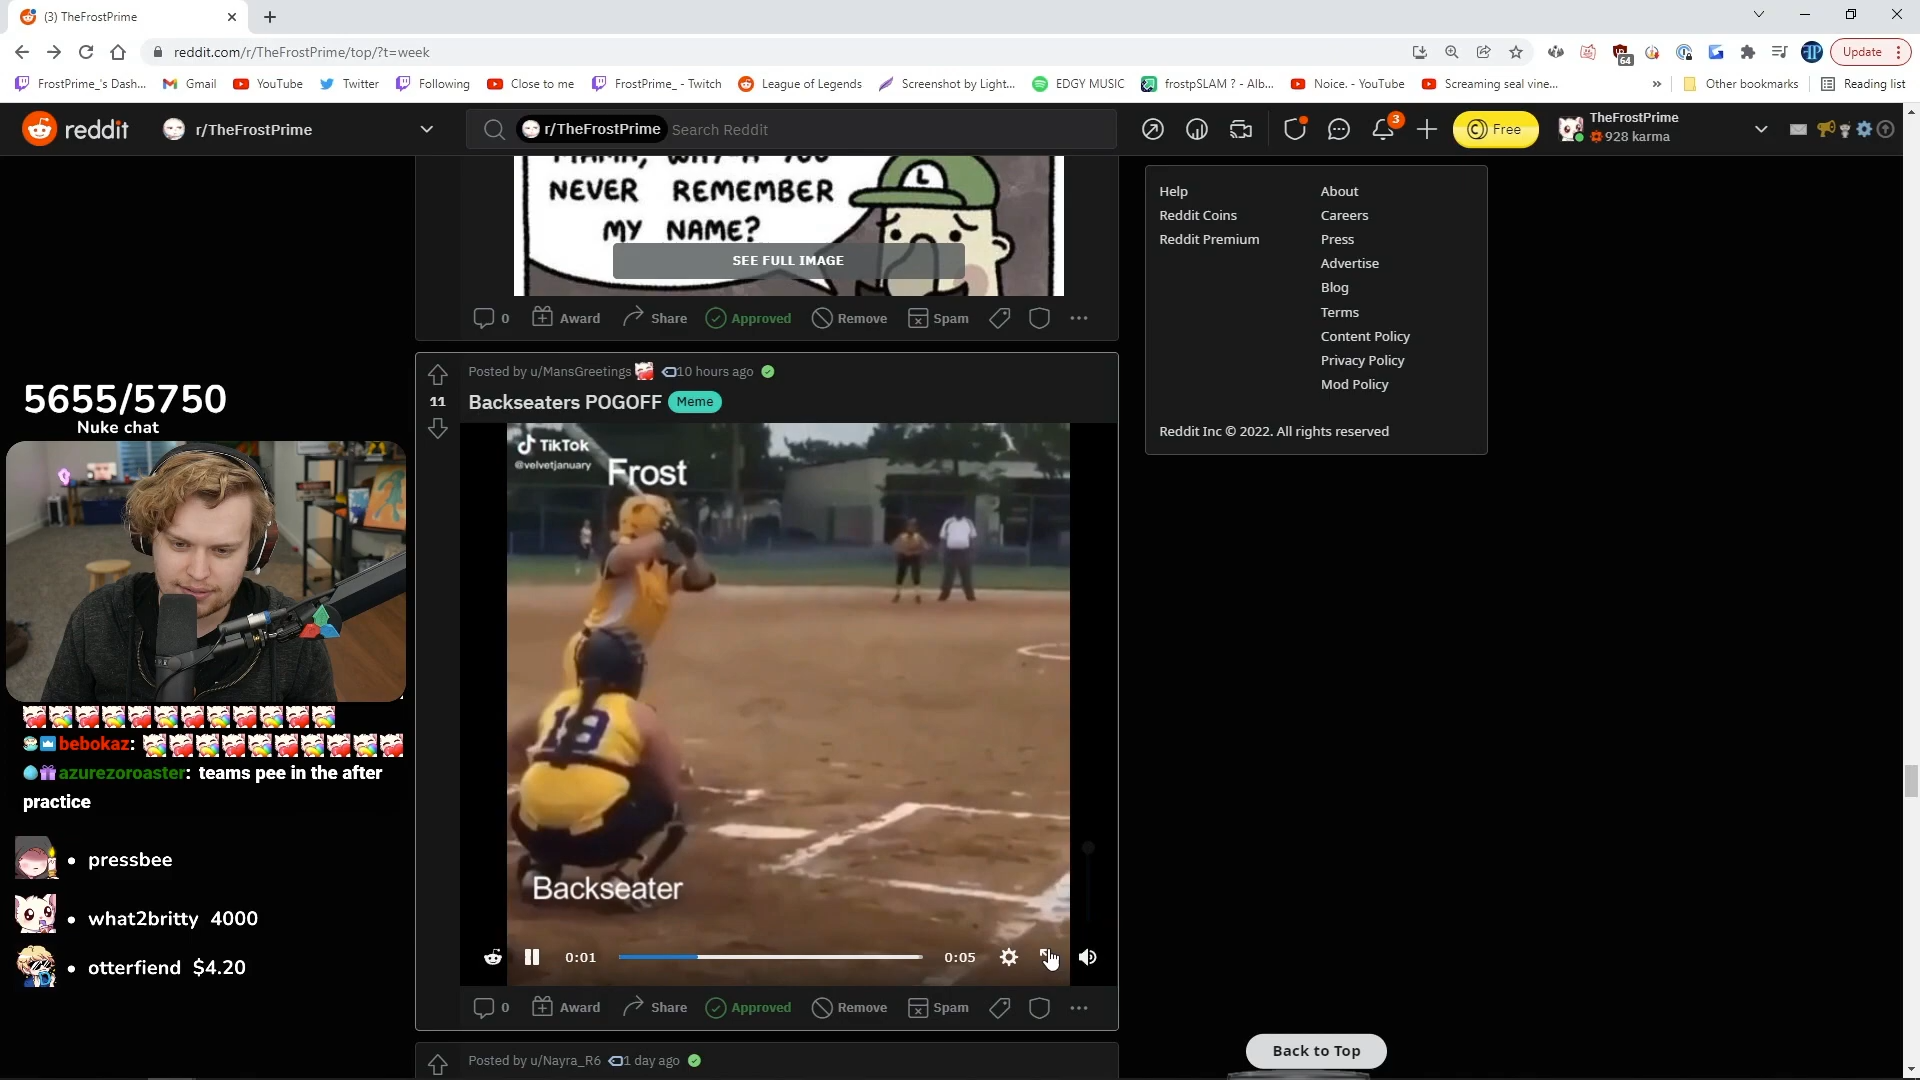 (3) TheFrostPrime
reddit.com/r/TheFrostPrime/top/?t=week
64
Update
FrostPrime_'s Dash...
Gmail
YouTube
Twitter
Following
Close to me
FrostPrime_ - Twitch
League of Legends
Screenshot by Light...
EDGY MUSIC
frostpSLAM ? - Alb...
Noice. - YouTube
Screaming seal vine...
Other bookmarks
Reading list
reddit
r/TheFrostPrime
r/TheFrostPrime
Search Reddit
3
Free
TheFrostPrime
928 karma
NEVER REMEMBER
MY NAME?
L
SEE FULL IMAGE
0 Award Share Approved Remove Spam
Help
Reddit Coins
Reddit Premium
About
Careers
Press
Advertise
Blog
Terms
Content Policy
Privacy Policy
Mod Policy
Reddit Inc © 2022. All rights reserved
Posted by u/MansGreetings 10 hours ago
11
Backseaters POGOFF Meme
TikTok
@velvetjanuary
Frost
19
Backseater
0:01
0:05
0 Award Share Approved Remove Spam
Posted by u/Nayra_R6 1 day ago
Back to Top
5655/5750
Nuke chat
bebokaz:
azurezoroaster: teams pee in the after
practice
• pressbee
• what2britty 4000
• otterfiend $4.20